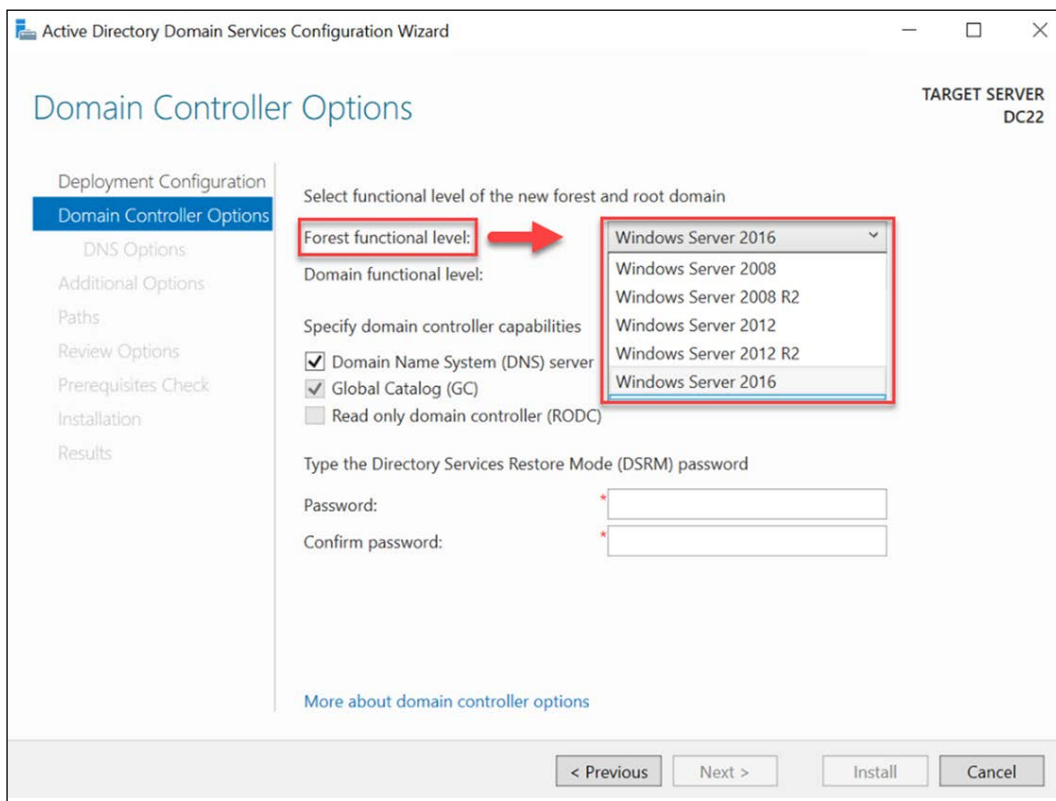 Active Directory Domain Services Configuration Wizard
Domain Controller Options
TARGET SERVER
DC22
Deployment Configuration
Domain Controller Options
DNS Options
Additional Options
Paths
Review Options
Prerequisites Check
Installation
Results
Select functional level of the new forest and root domain
Forest functional level:
Windows Server 2016
Windows Server 2008
Windows Server 2008 R2
Windows Server 2012
Windows Server 2012 R2
Windows Server 2016
Domain functional level:
Specify domain controller capabilities
Domain Name System (DNS) server
Global Catalog (GC)
Read only domain controller (RODC)
Type the Directory Services Restore Mode (DSRM) password
Password: *
Confirm password: *
More about domain controller options
< Previous
Next >
Install
Cancel